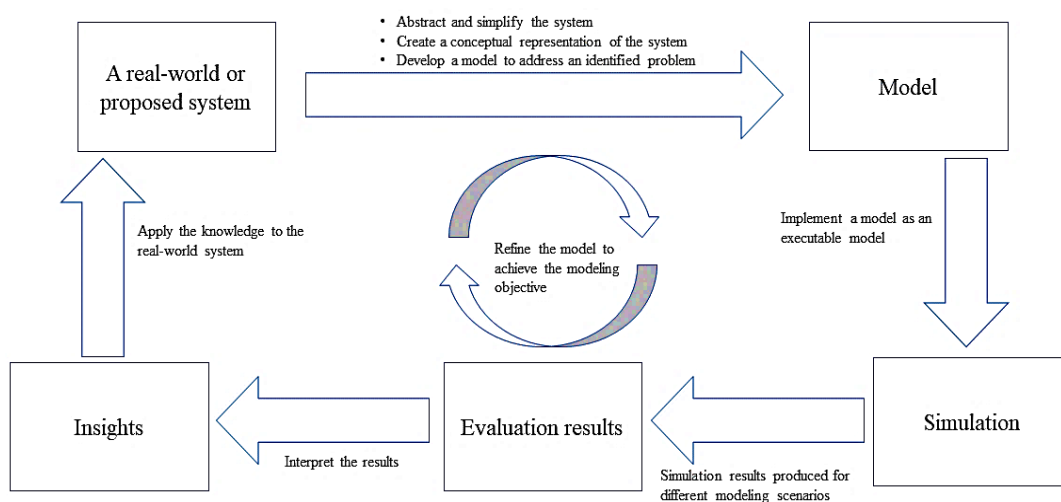 A real-world or
proposed system
• Abstract and simplify the system
• Create a conceptual representation of the system
• Develop a model to address an identified problem
Model
Implement a model as an
executable model
Simulation
Simulation results produced for
different modeling scenarios
Evaluation results
Interpret the results
Insights
Apply the knowledge to the
real-world system
Refine the model to
achieve the modeling
objective